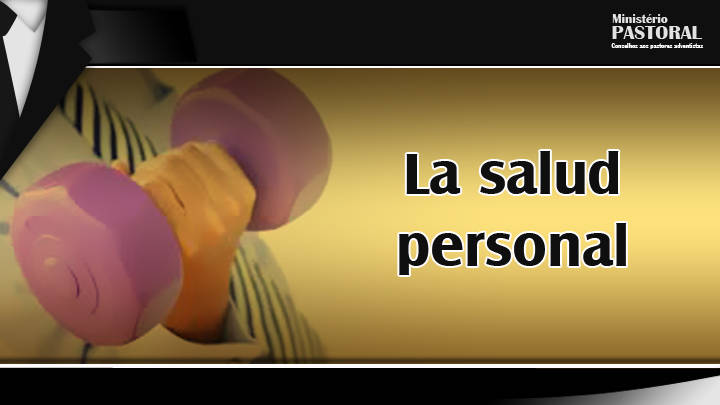 Ministério
PASTORAL
Conselhos aos pastores adventistas
La salud
personal